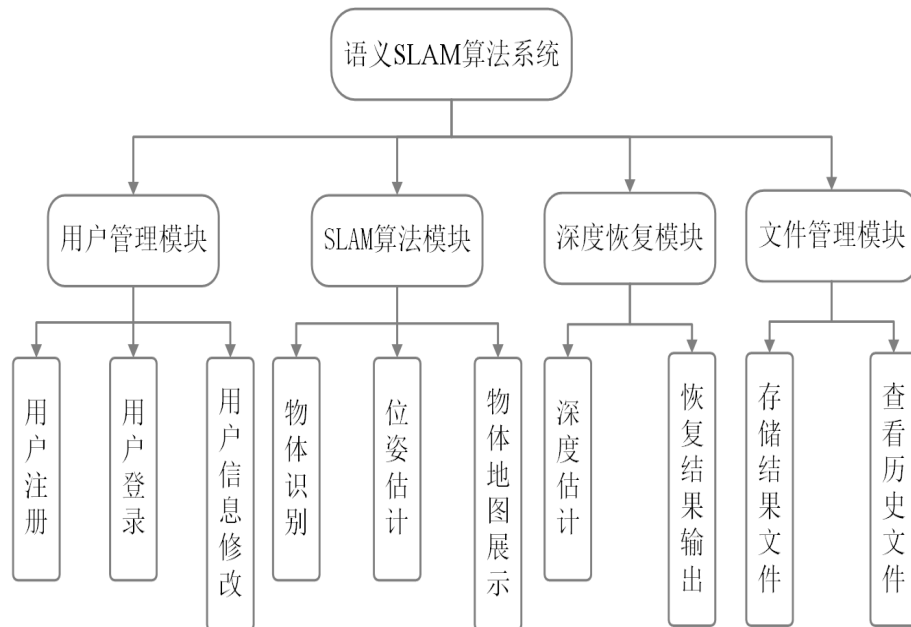 语义SLAM算法系统
用户管理模块
SLAM算法模块
深度恢复模块
文件管理模块
用户注册
用户登录
用户信息修改
物体识别
位姿估计
物体地图展示
深度估计
恢复结果输出
存储结果文件
查看历史文件